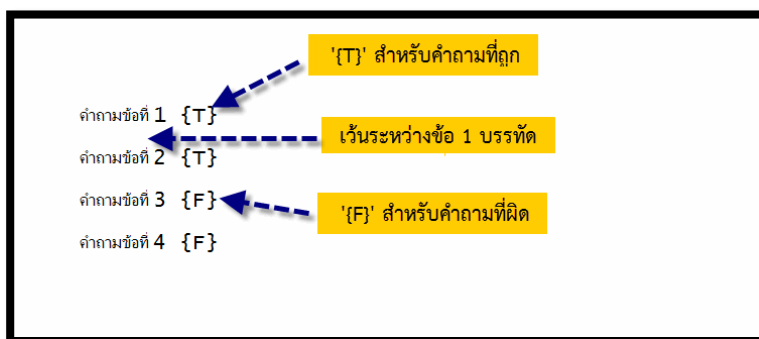 '{T}' สำหรับคำถามที่ถูก
คำถามข้อที่ 1 {T}
เว้นระหว่างข้อ 1 บรรทัด
คำถามข้อที่ 2 {T}
คำถามข้อที่ 3 {F}
'{F}' สำหรับคำถามที่ผิด
คำถามข้อที่ 4 {F}